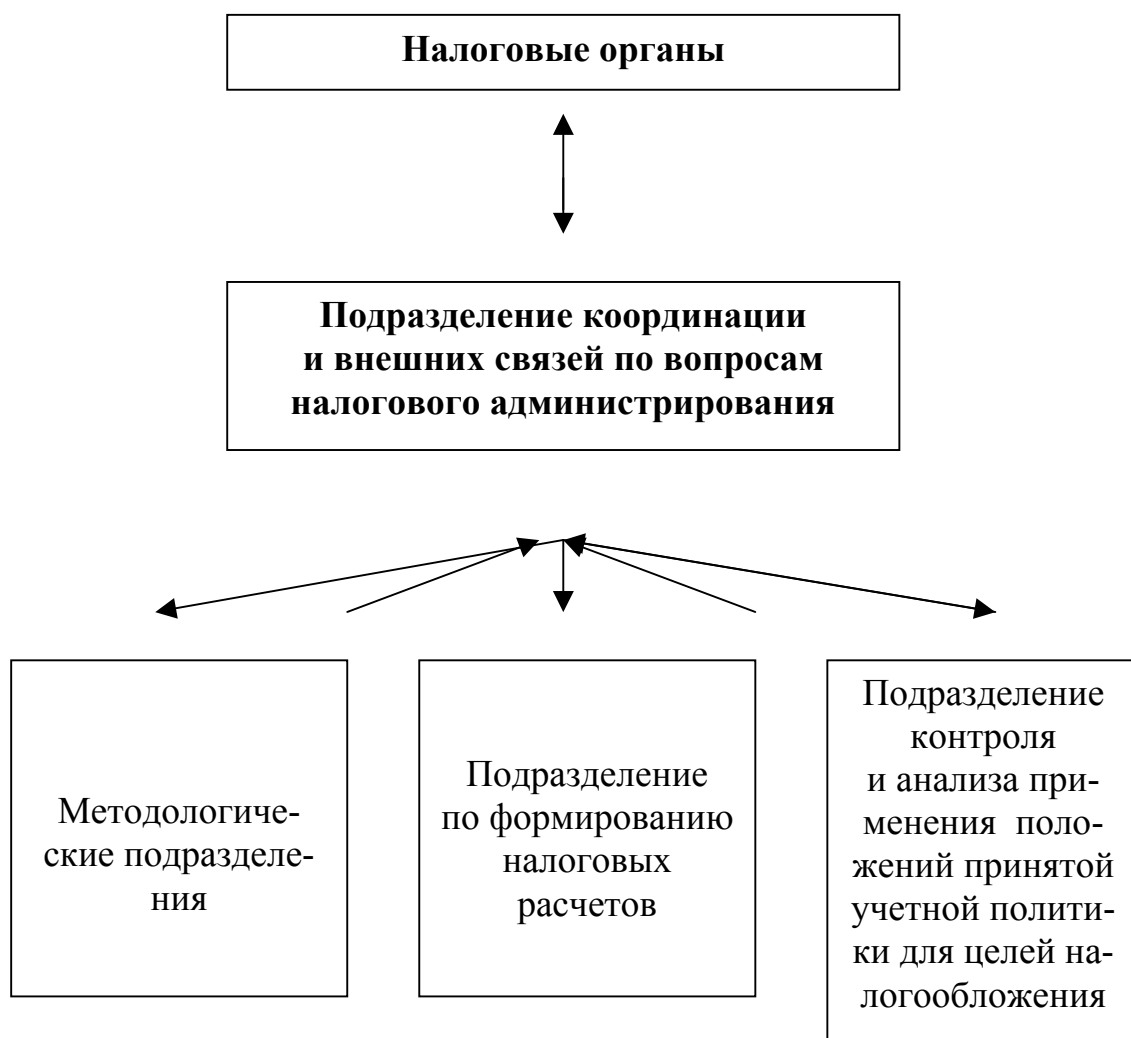 Налоговые органы
Подразделение координации
и внешних связей по вопросам
налогового администрирования
Методологиче-
ские подразделе-
ния
Подразделение
по формированию
налоговых
расчетов
Подразделение
контроля
и анализа при-
менения поло-
жений принятой
учетной полити-
ки для целей на-
логообложения